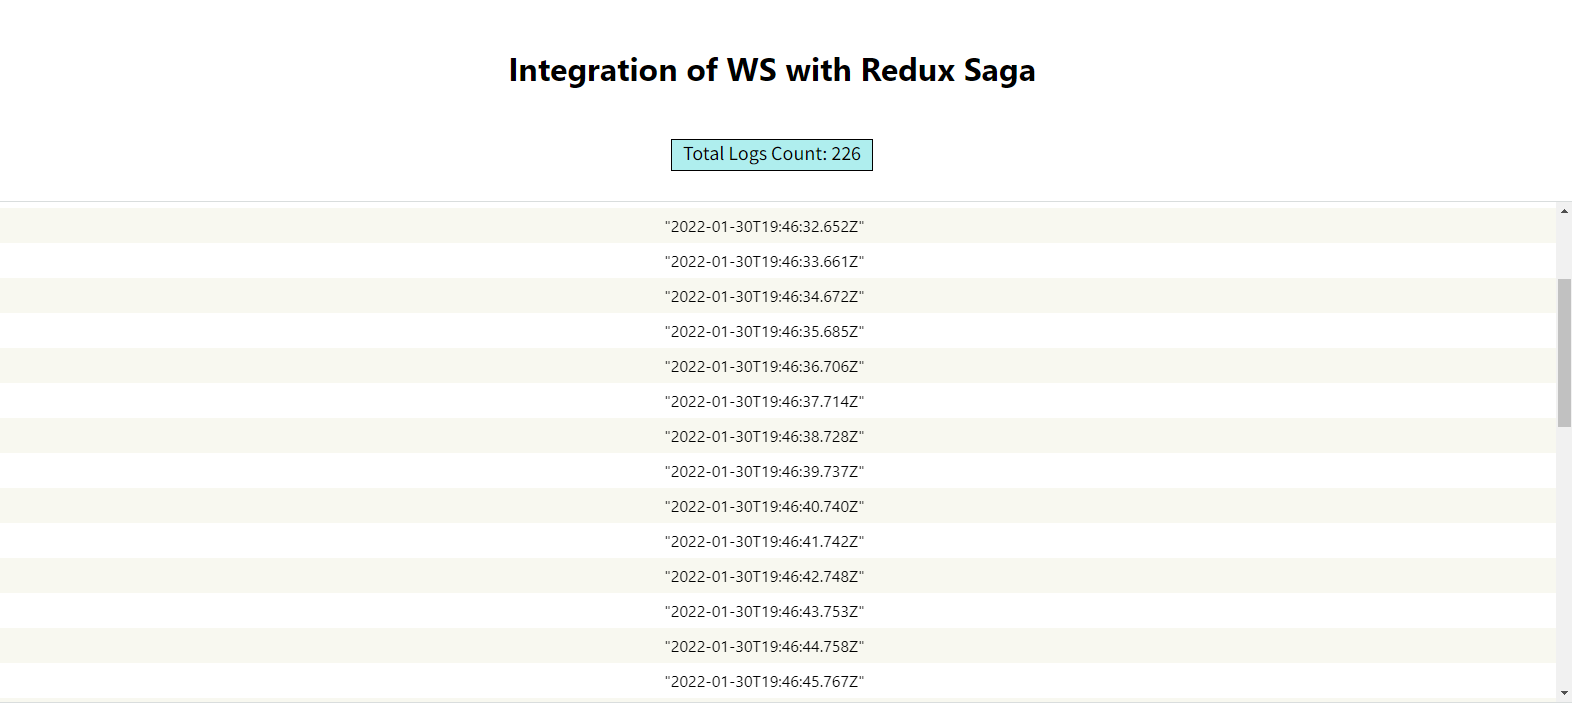 Integration of WS with Redux Saga
Total Logs Count: 226
"2022-01-30T19:46:32.652Z"
"2022-01-30T19:46:33.661Z"
"2022-01-30T19:46:34.672Z"
"2022-01-30T19:46:35.685Z"
"2022-01-30T19:46:36.706Z"
"2022-01-30T19:46:37.714Z"
"2022-01-30T19:46:38.728Z"
"2022-01-30T19:46:39.737Z"
"2022-01-30T19:46:40.740Z"
"2022-01-30T19:46:41.742Z"
"2022-01-30T19:46:42.748Z"
"2022-01-30T19:46:43.753Z"
"2022-01-30T19:46:44.758Z"
"2022-01-30T19:46:45.767Z"